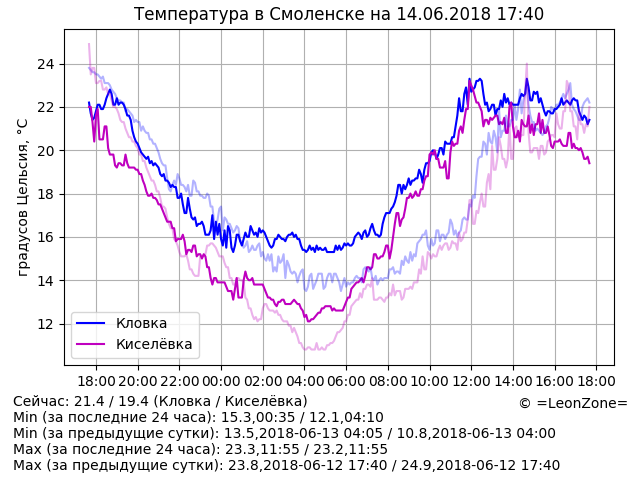 Температура в Смоленске на 14.06.2018 17:40
градусов Цельсия, °C
24
22
20
18
16
14
12
Кловка
Киселёвка
18:00 20:00 22:00 00:00 02:00 04:00 06:00 08:00 10:00 12:00 14:00 16:00 18:00
Сейчас: 21.4 / 19.4 (Кловка / Киселёвка)
© =LeonZone=
Min (за последние 24 часа): 15.3,00:35 / 12.1,04:10
Min (за предыдущие сутки): 13.5,2018-06-13 04:05 / 10.8,2018-06-13 04:00
Max (за последние 24 часа): 23.3,11:55 / 23.2,11:55
Max (за предыдущие сутки): 23.8,2018-06-12 17:40 / 24.9,2018-06-12 17:40